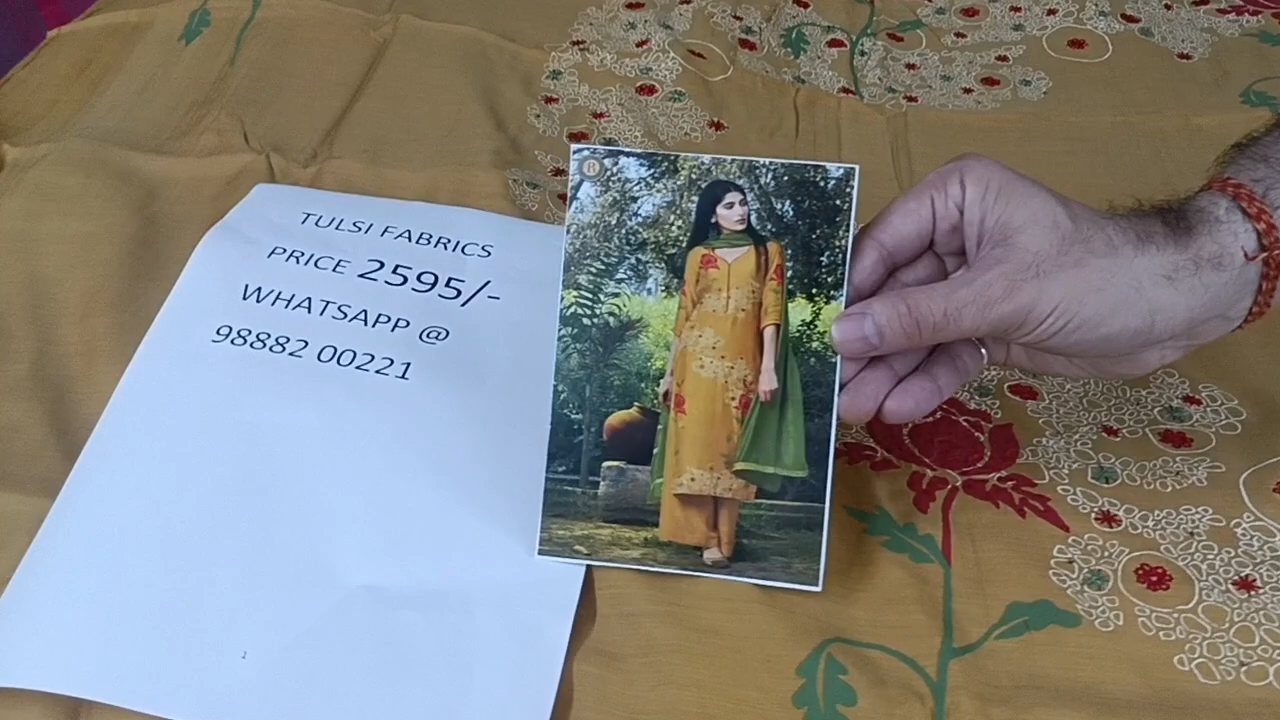 TULSI FABRICS
PRICE 2595/-
WHATSAPP @
98882 00221
R